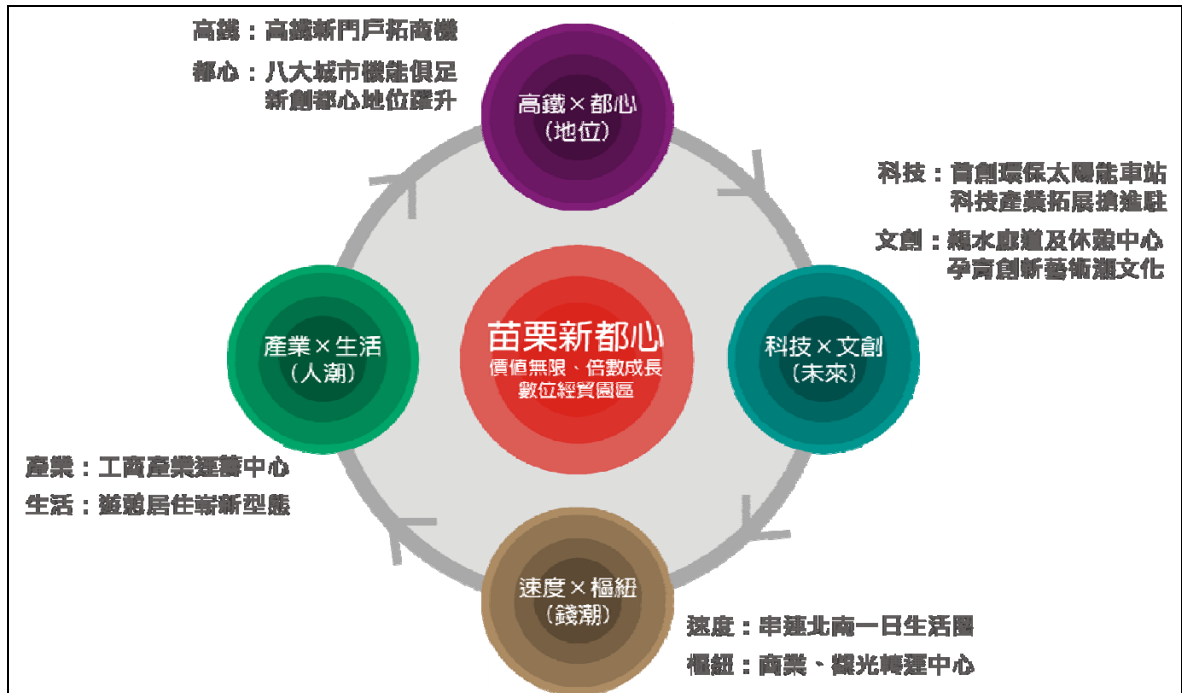 高鐵：高鐵新門戶拓商機
都心：八大城市機能俱足
新創都心地位躍升
高鐵×都心
(地位)
科技：首創環保太陽能車站
科技產業拓展搶進駐
文創：親水廊道及休憩中心
孕育創新藝術潮文化
產業×生活
(人潮)
苗栗新都心
價值無限、倍數成長
數位經貿園區
科技×文創
(未來)
產業：工商產業運籌中心
生活：遊憩居住嶄新型態
速度×樞紐
(錢潮)
速度：串連北南一日生活圈
樞紐：商業、觀光轉運中心